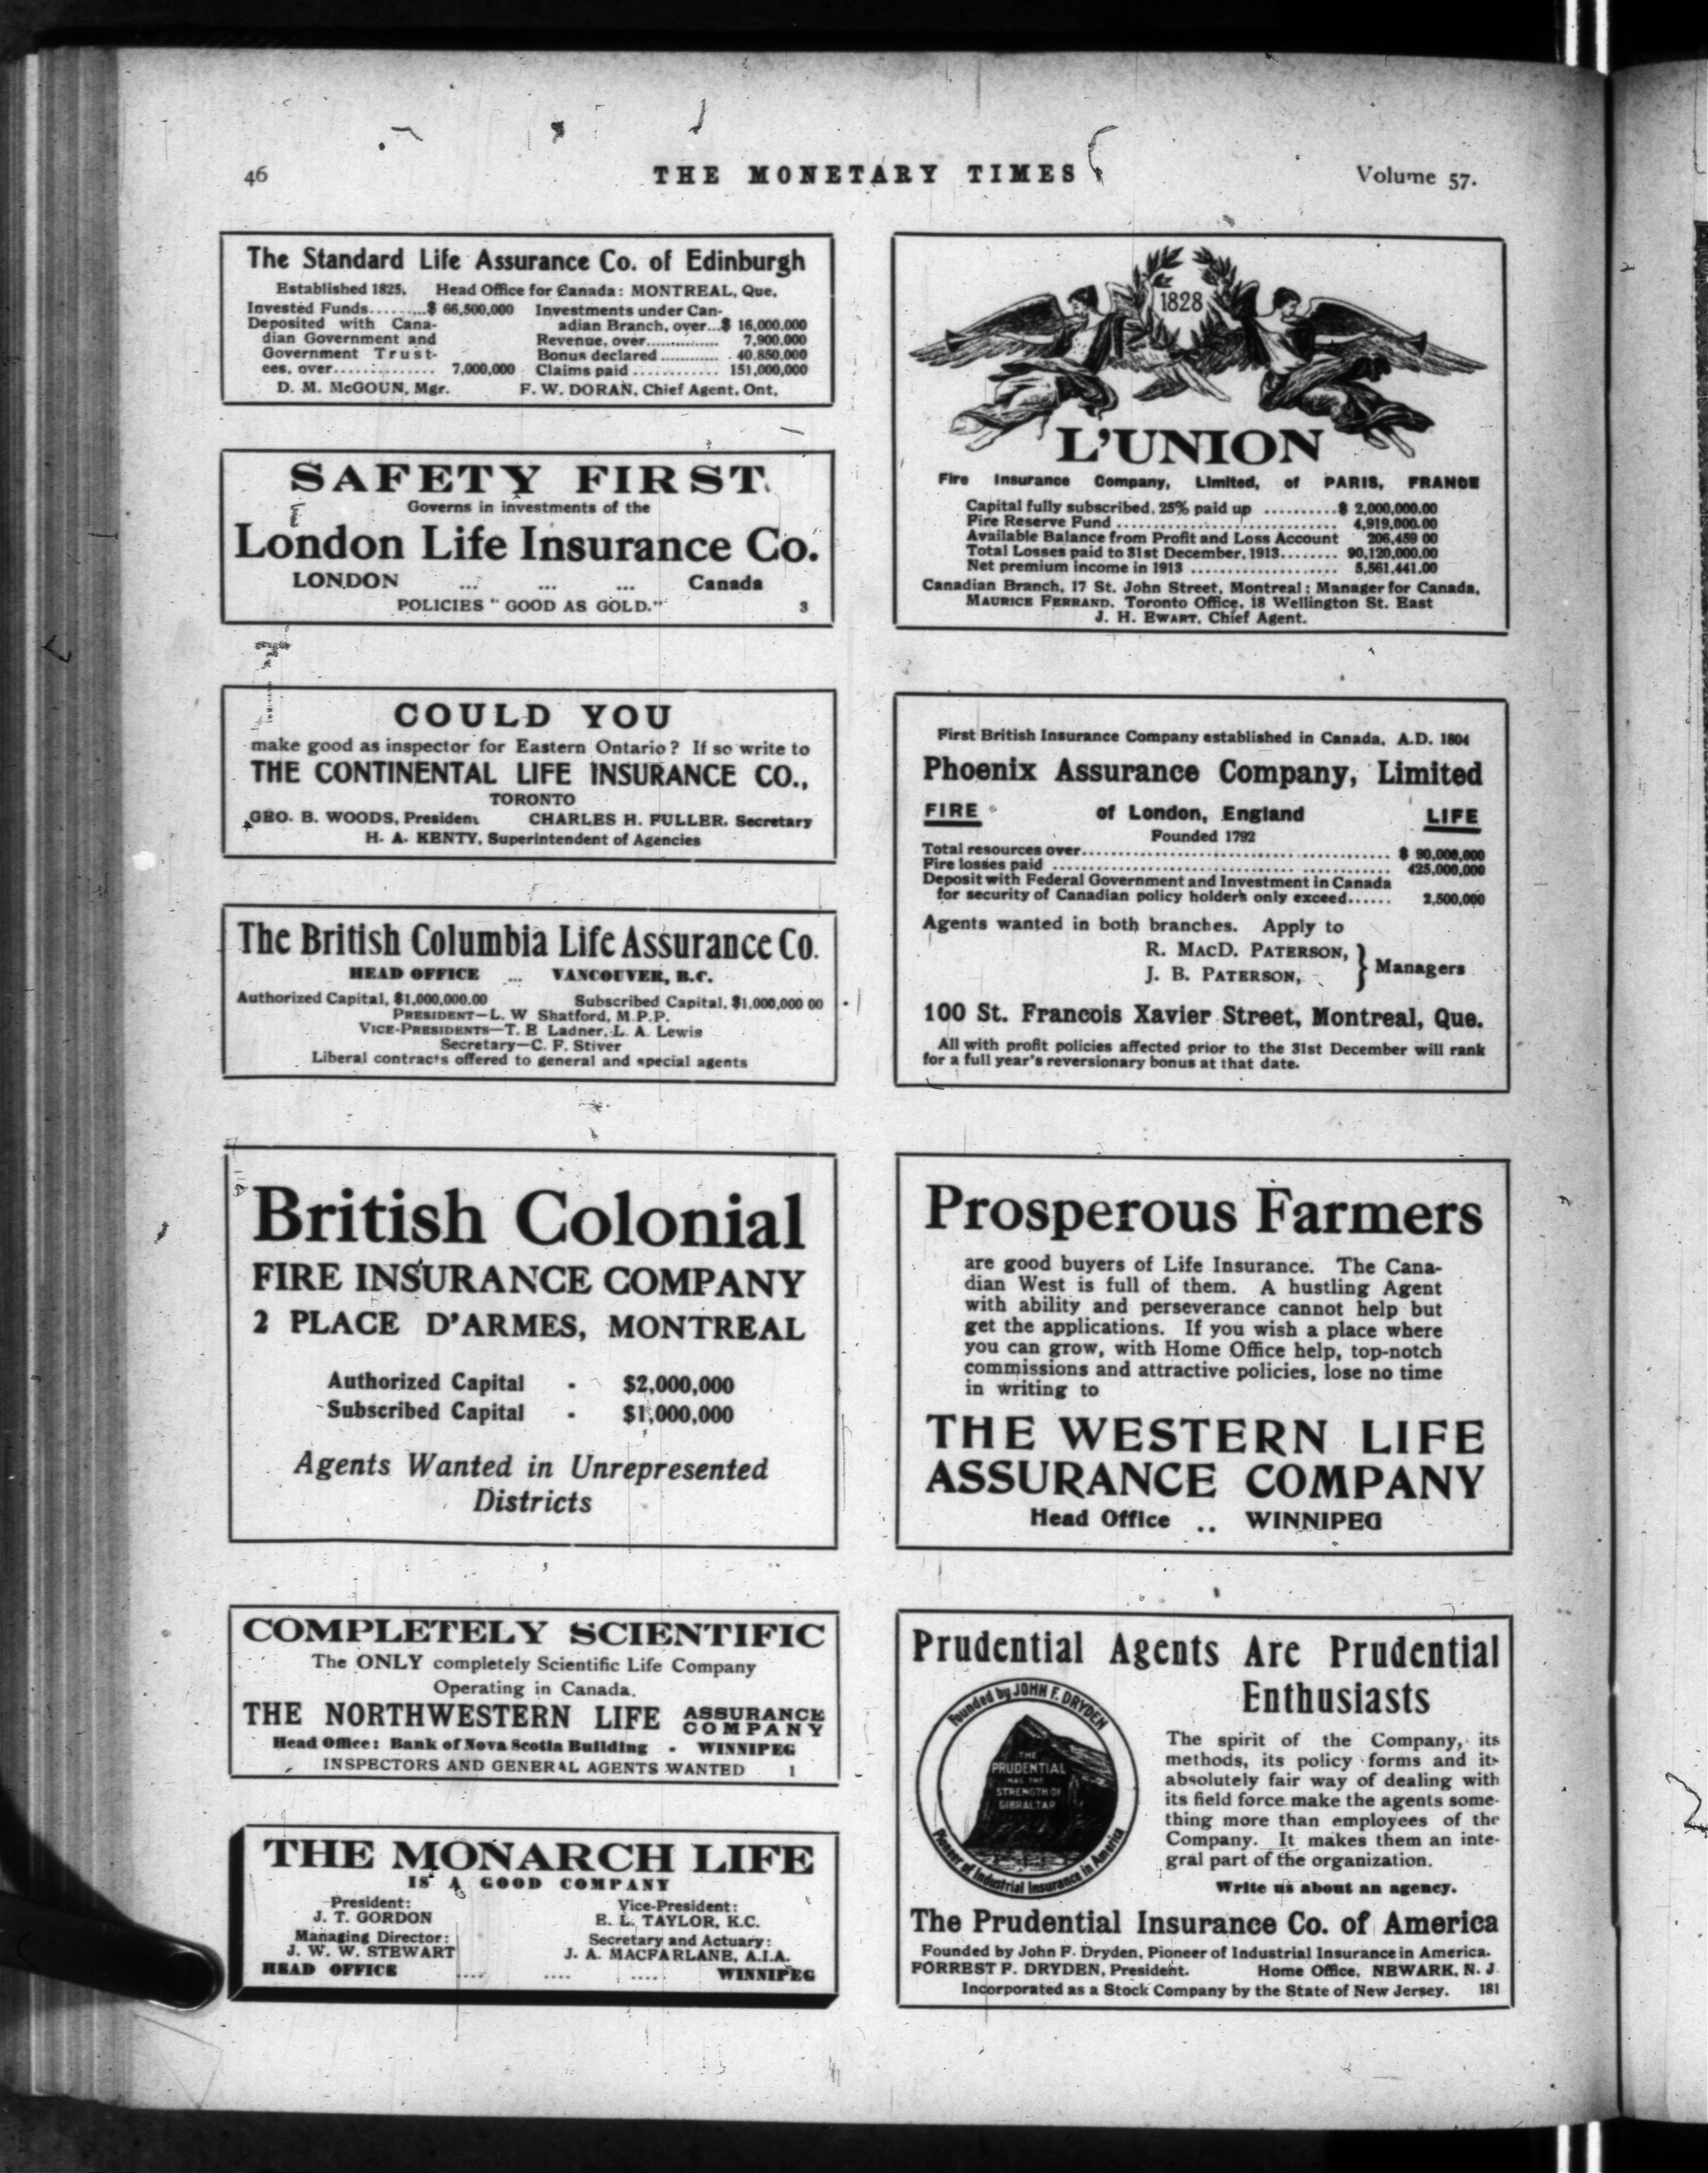 46
THE MONETARY TIMES
Volume 57.
The Standard Life Assurance Co. of Edinburgh
Established 1825. Head Office for Canada: MONTREAL, Que.
Invested Funds.........$ 66,500,000
Deposited with Cana-
dian Government and
Government Trust-
ees, over............... 7,000,000
Investments under Can-
adian Branch, over...$ 16,000,000
Revenue, over............... 7,900,000
Bonus declared ............ 40,850,000
Claims paid ............ 151,000,000
D. M. McGOUN, Mgr. F. W. DORAN, Chief Agent, Ont.
SAFETY FIRST
Governs in investments of the
London Life Insurance Co.
LONDON ... ... ... Canada
POLICIES "GOOD AS GOLD." 3
COULD YOU
make good as inspector for Eastern Ontario? If so write to
THE CONTINENTAL LIFE INSURANCE CO.,
TORONTO
GEO. B. WOODS, President CHARLES H. FULLER, Secretary
H. A. KENTY, Superintendent of Agencies
The British Columbia Life Assurance Co.
HEAD OFFICE ... VANCOUVER, B.C.
Authorized Capital, $1,000,000.00 Subscribed Capital, $1,000,000 00
PRESIDENT—L. W Shatford, M.P.P.
VICE-PRESIDENTS—T. E Ladner, L. A. Lewis
Secretary—C. F. Stiver
Liberal contracts offered to general and special agents
British Colonial
FIRE INSURANCE COMPANY
2 PLACE D'ARMES, MONTREAL
Authorized Capital - $2,000,000
Subscribed Capital - $1,000,000
Agents Wanted in Unrepresented
Districts
COMPLETELY SCIENTIFIC
The ONLY completely Scientific Life Company
Operating in Canada.
THE NORTHWESTERN LIFE ASSURANCE
COMPANY
Head Office: Bank of Nova Scotia Building - WINNIPEG
INSPECTORS AND GENERAL AGENTS WANTED 1
THE MONARCH LIFE
IS A GOOD COMPANY
President: Vice-President:
J. T. GORDON E. L. TAYLOR, K.C.
Managing Director: Secretary and Actuary:
J. W. W. STEWART J. A. MACFARLANE, A.I.A.
HEAD OFFICE .... .... .... WINNIPEG
1828
L'UNION
Fire Insurance Company, Limited, of PARIS, FRANCE
Capital fully subscribed, 25% paid up ..........$ 2,000,000.00
Fire Reserve Fund ................................ 4,919,000.00
Available Balance from Profit and Loss Account 206,459 00
Total Losses paid to 31st December, 1913........ 90,120,000.00
Net premium income in 1913 .................... 5,561,441.00
Canadian Branch, 17 St. John Street, Montreal; Manager for Canada,
MAURICE FERRAND. Toronto Office, 18 Wellington St. East
J. H. EWART, Chief Agent.
First British Insurance Company established in Canada, A.D. 1804
Phoenix Assurance Company, Limited
FIRE of London, England LIFE
Founded 1792
Total resources over................................................ $ 90,000,000
Fire losses paid .................................................... 425,000,000
Deposit with Federal Government and Investment in Canada
for security of Canadian policy holders only exceed...... 2,500,000
Agents wanted in both branches. Apply to
R. MACD. PATERSON,
J. B. PATERSON, } Managers
100 St. Francois Xavier Street, Montreal, Que.
All with profit policies affected prior to the 31st December will rank
for a full year's reversionary bonus at that date.
Prosperous Farmers
are good buyers of Life Insurance. The Cana-
dian West is full of them. A hustling Agent
with ability and perseverance cannot help but
get the applications. If you wish a place where
you can grow, with Home Office help, top-notch
commissions and attractive policies, lose no time
in writing to
THE WESTERN LIFE
ASSURANCE COMPANY
Head Office .. WINNIPEG
Prudential Agents Are Prudential
Enthusiasts
Founded by JOHN F. DRYDEN
THE
PRUDENTIAL
HAS THE
STRENGTH OF
GIBRALTAR
Pioneer of Industrial Insurance in America
The spirit of the Company, its
methods, its policy forms and its
absolutely fair way of dealing with
its field force make the agents some-
thing more than employees of the
Company. It makes them an inte-
gral part of the organization.
Write us about an agency.
The Prudential Insurance Co. of America
Founded by John F. Dryden, Pioneer of Industrial Insurance in America.
FORREST F. DRYDEN, President. Home Office, NEWARK, N. J.
Incorporated as a Stock Company by the State of New Jersey. 181